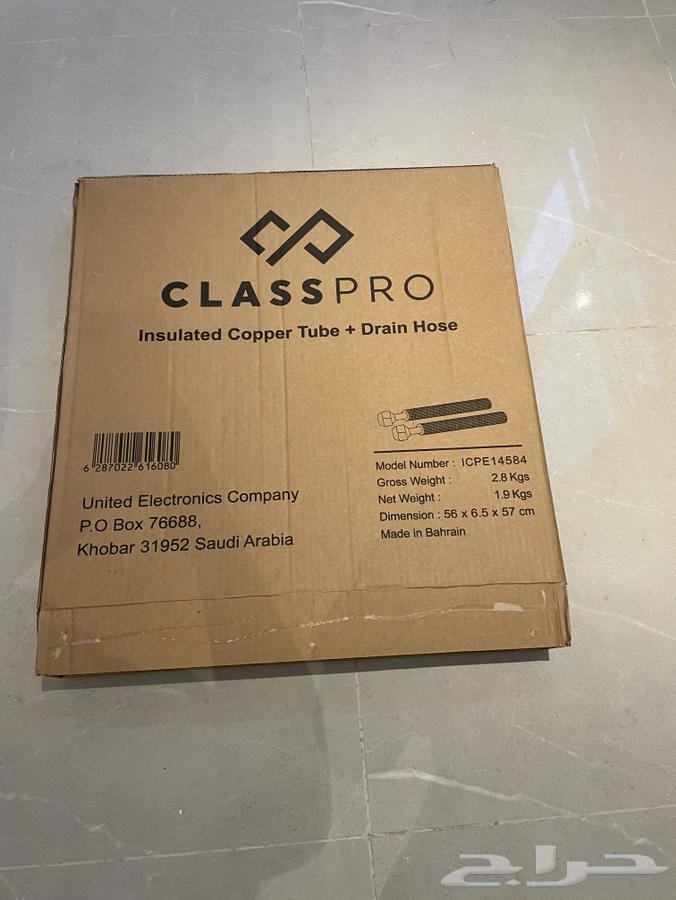 CLASSPRO
Insulated Copper Tube + Drain Hose
6 287022 616080
United Electronics Company
P.O Box 76688,
Khobar 31952 Saudi Arabia
Model Number : ICPE14584
Gross Weight : 2.8 Kgs
Net Weight : 1.9 Kgs
Dimension : 56 x 6.5 x 57 cm
Made in Bahrain
حراج